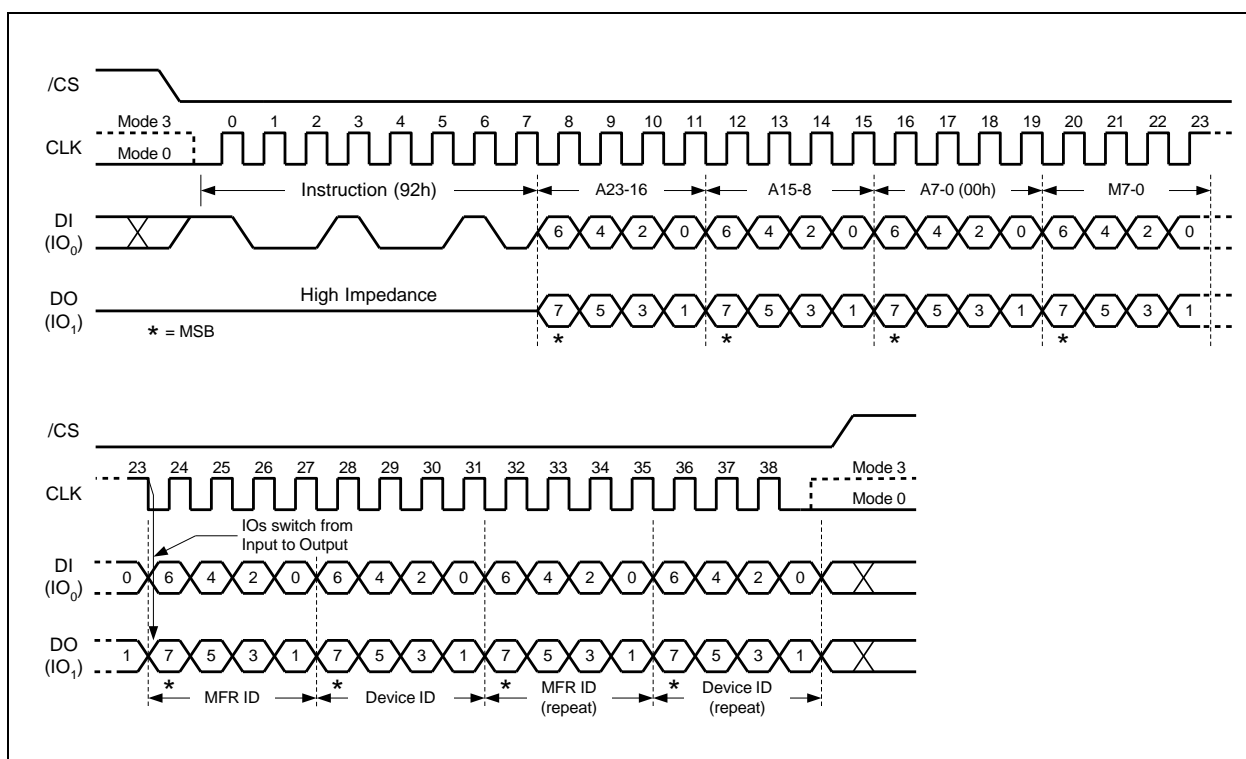 /CS
Mode 3 0 1 2 3 4 5 6 7 8 9 10 11 12 13 14 15 16 17 18 19 20 21 22 23
CLK
Mode 0
Instruction (92h) A23-16 A15-8 A7-0 (00h) M7-0
DI
(IO0)
6 4 2 0 6 4 2 0 6 4 2 0 6 4 2 0
High Impedance
DO
(IO1)
7 5 3 1 7 5 3 1 7 5 3 1 7 5 3 1
* = MSB
* * * *
/CS
23 24 25 26 27 28 29 30 31 32 33 34 35 36 37 38 Mode 3
CLK
Mode 0
IOs switch from
Input to Output
DI
(IO0)
0 6 4 2 0 6 4 2 0 6 4 2 0 6 4 2 0
DO
(IO1)
1 7 5 3 1 7 5 3 1 7 5 3 1 7 5 3 1
* * * *
MFR ID Device ID MFR ID
(repeat)
Device ID
(repeat)